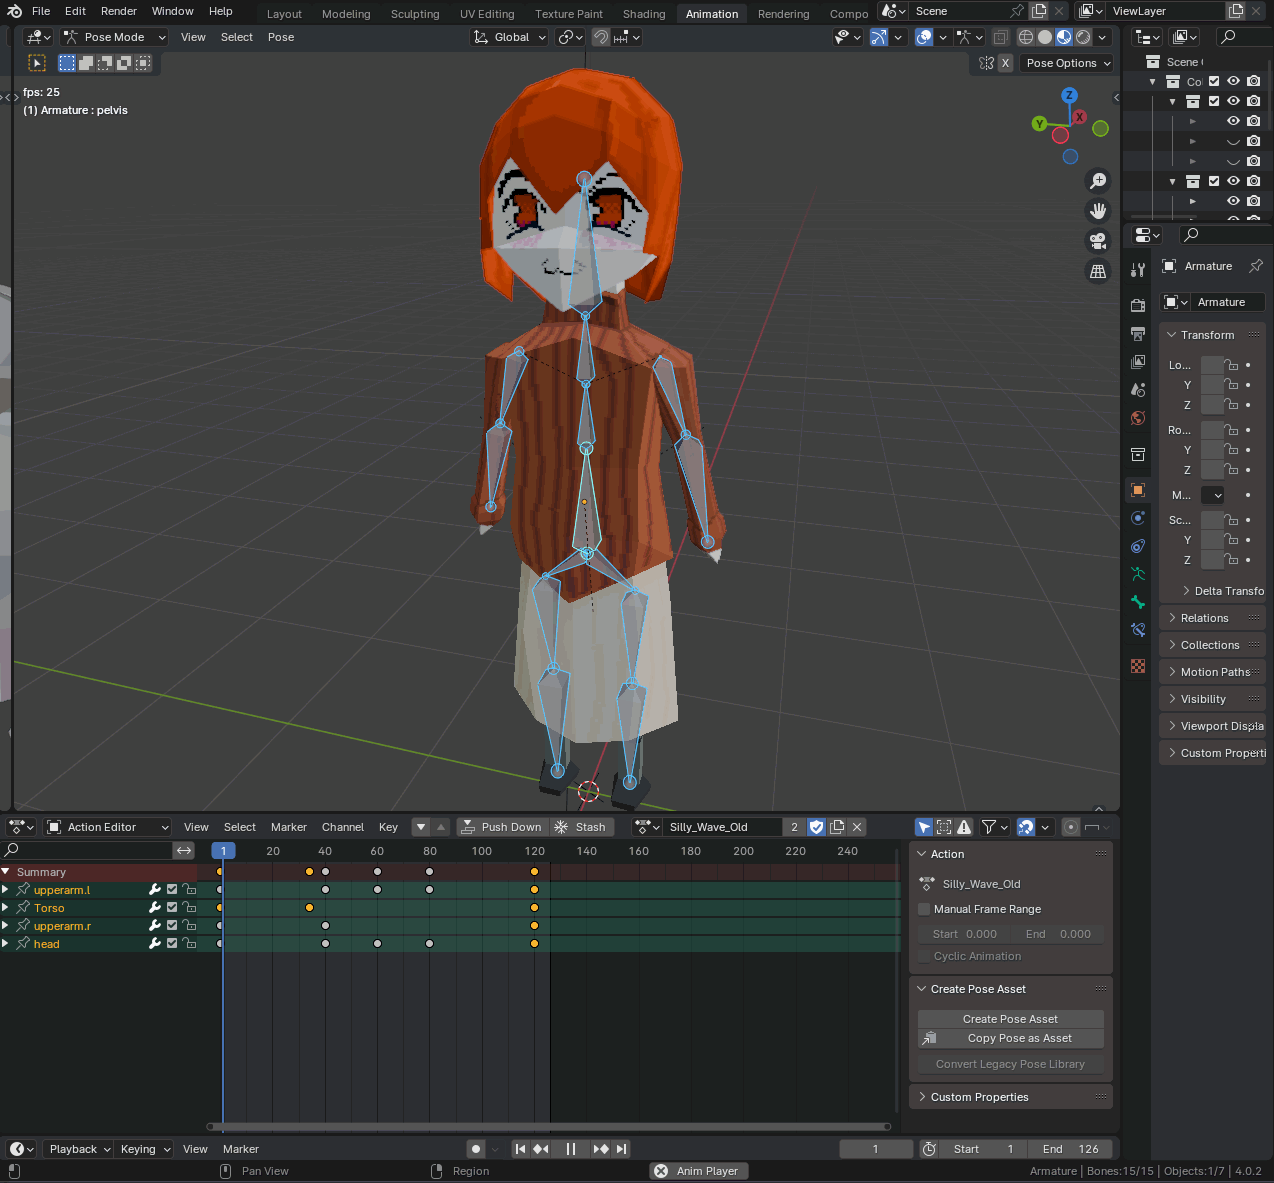 File Edit Render Window Help Layout Modeling Sculpting UV Editing Texture Paint Shading Animation Rendering Compo Scene ViewLayer
Pose Mode View Select Pose Global
X Pose Options
Scene
Co
fps: 25
(1) Armature : pelvis
Z
X
Y
Armature
Armature
Transform
Lo...
Y
Z
Ro...
Y
Z
M...
Sc...
Y
Z
Delta Transfo
Relations
Collections
Motion Paths
Visibility
Viewport Displa
Custom Properti
Action Editor View Select Marker Channel Key Push Down Stash Silly_Wave_Old 2
1 20 40 60 80 100 120 140 160 180 200 220 240
Summary
upperarm.l
Torso
upperarm.r
head
Action
Silly_Wave_Old
Manual Frame Range
Start 0.000 End 0.000
Cyclic Animation
Create Pose Asset
Create Pose Asset
Copy Pose as Asset
Convert Legacy Pose Library
Custom Properties
Playback Keying View Marker 1 Start 1 End 126
Pan View Region Anim Player Armature | Bones:15/15 | Objects:1/7 | 4.0.2